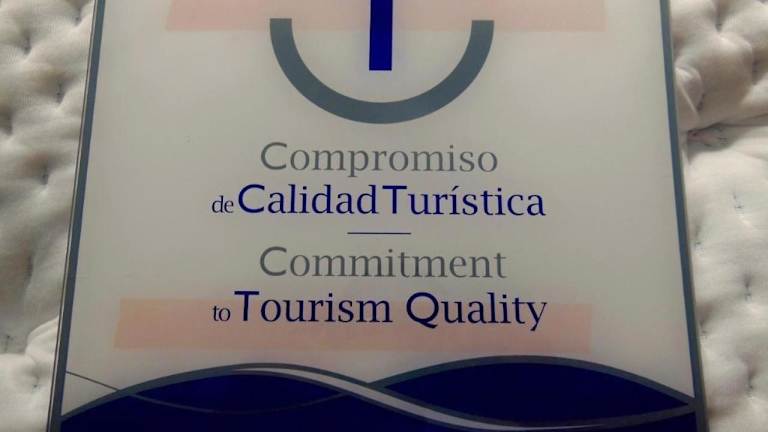 Compromiso
de Calidad Turística
Commitment
to Tourism Quality